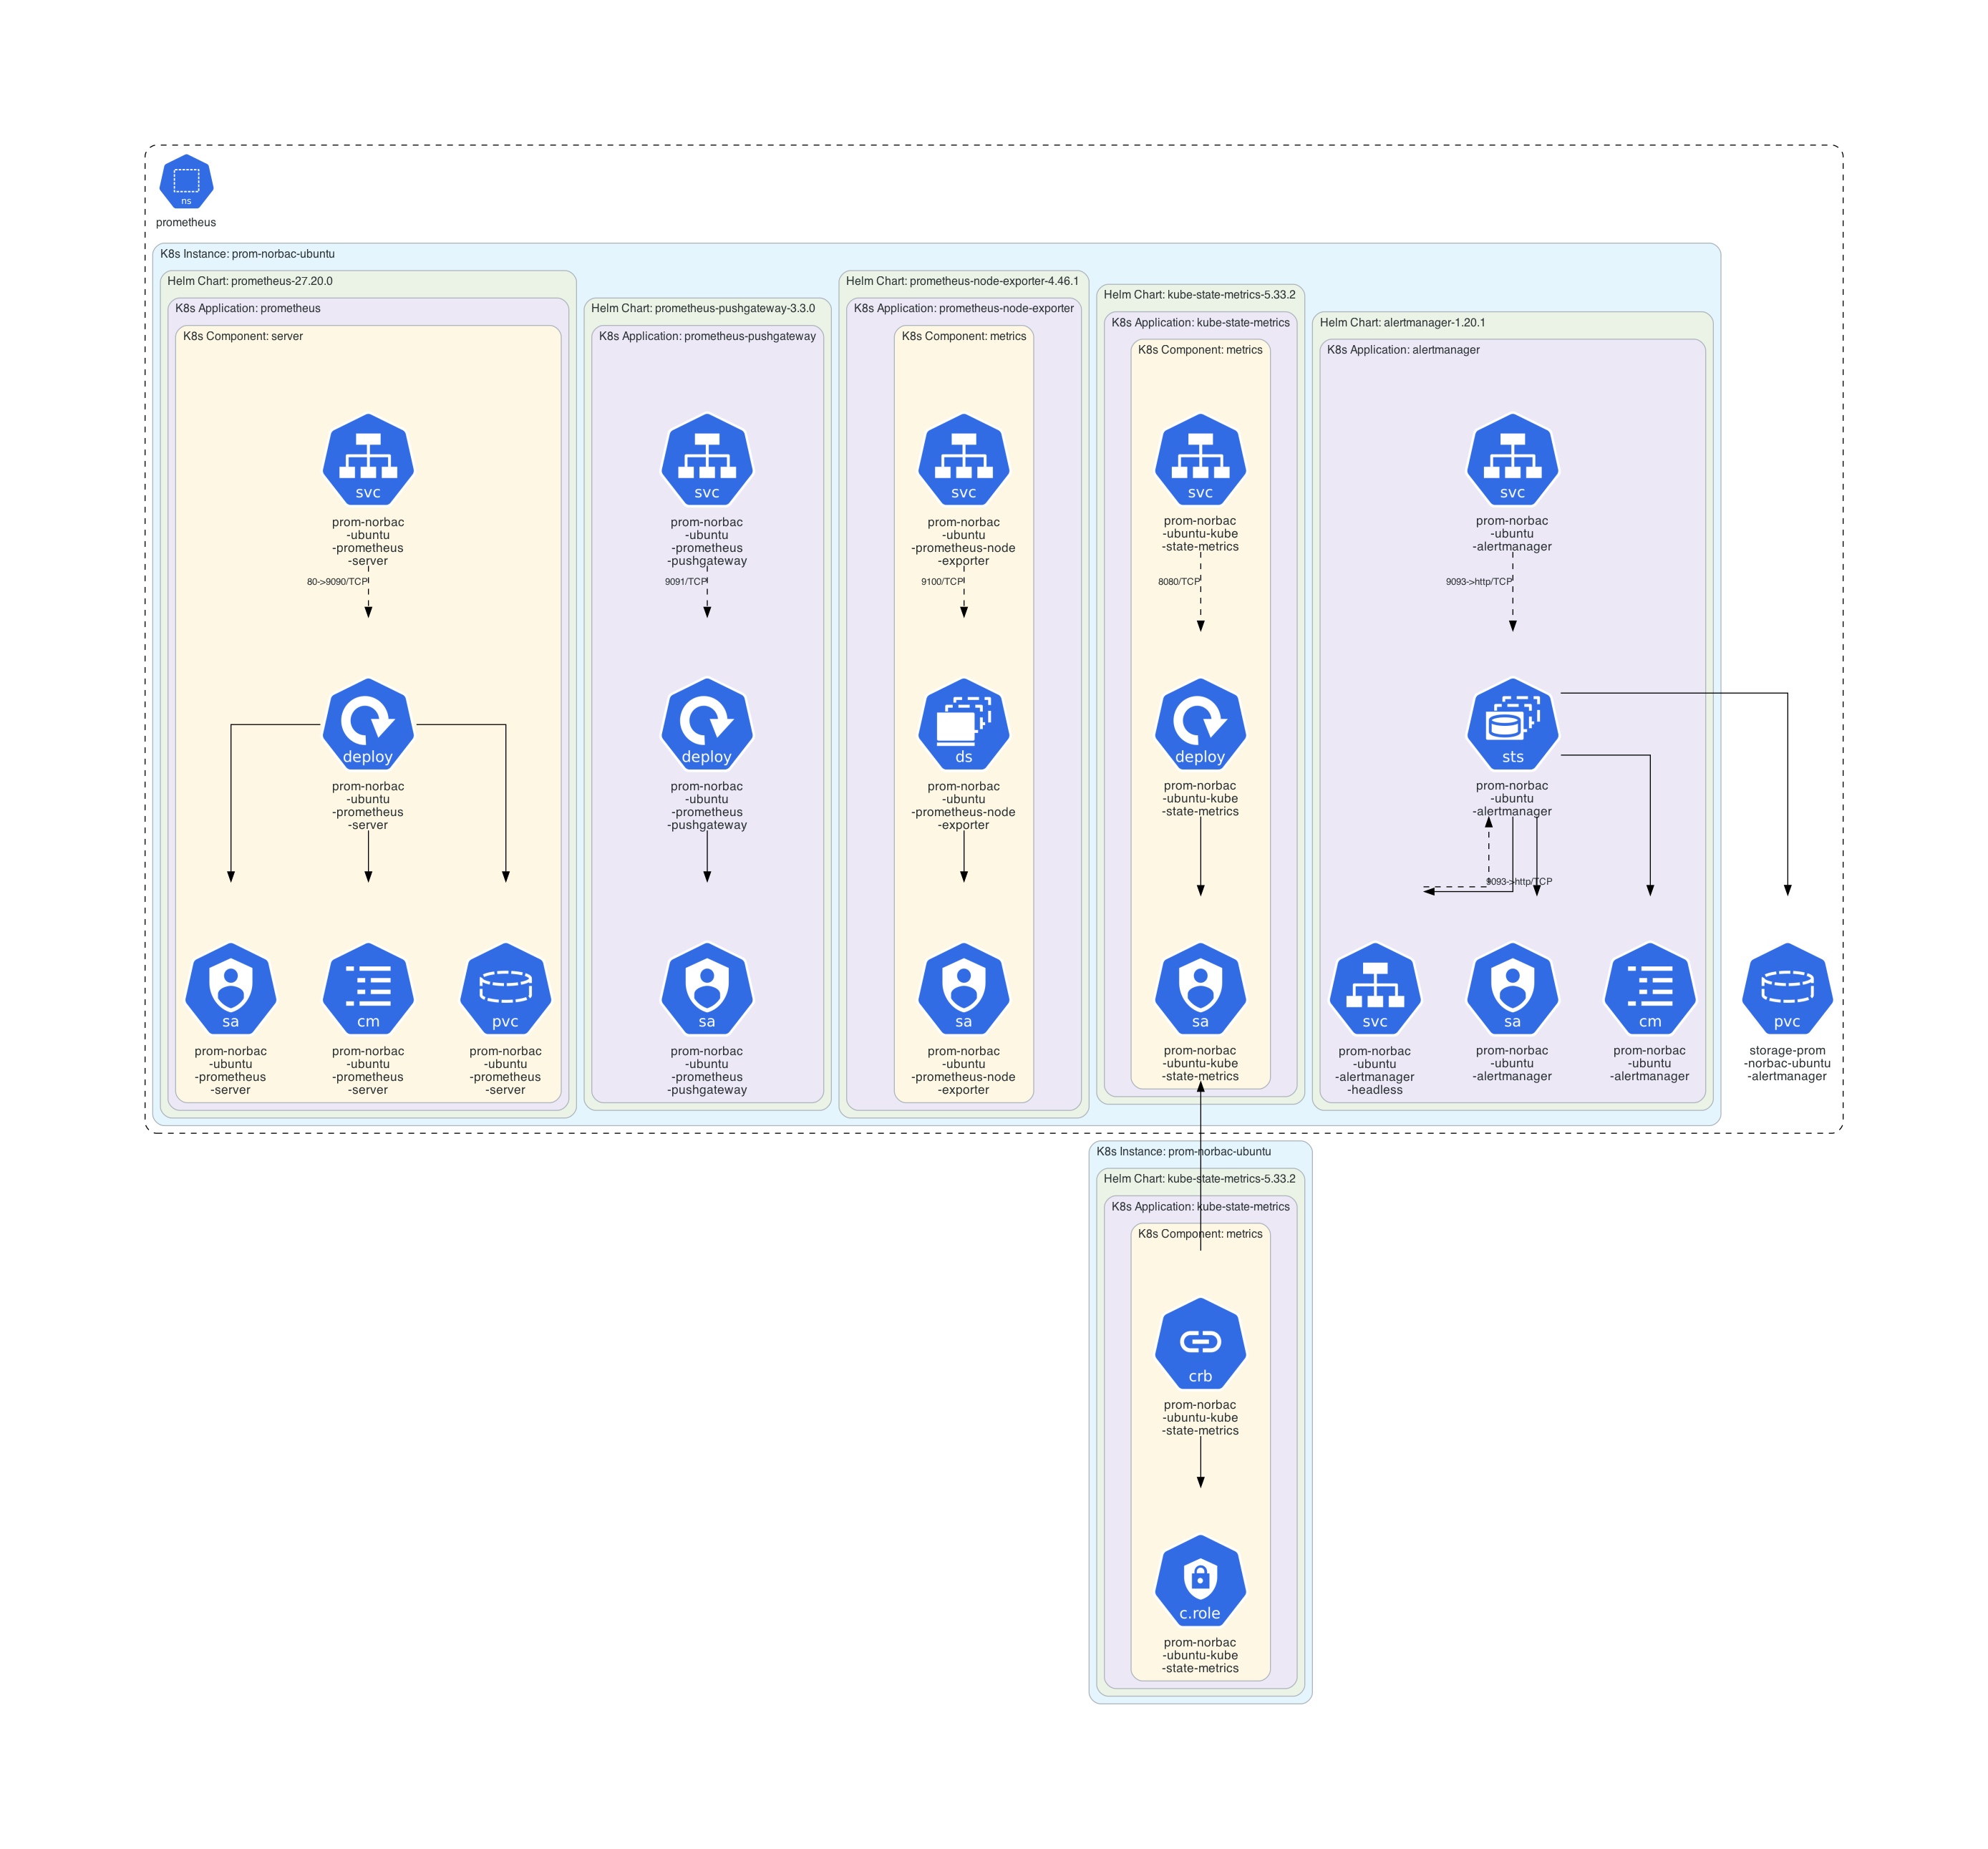 ns
prometheus
K8s Instance: prom-norbac-ubuntu
Helm Chart: prometheus-27.20.0
K8s Application: prometheus
K8s Component: server
svc
prom-norbac
-ubuntu
-prometheus
-server
80->9090/TCP
deploy
prom-norbac
-ubuntu
-prometheus
-server
sa
prom-norbac
-ubuntu
-prometheus
-server
cm
prom-norbac
-ubuntu
-prometheus
-server
pvc
prom-norbac
-ubuntu
-prometheus
-server
Helm Chart: prometheus-pushgateway-3.3.0
K8s Application: prometheus-pushgateway
svc
prom-norbac
-ubuntu
-prometheus
-pushgateway
9091/TCP
deploy
prom-norbac
-ubuntu
-prometheus
-pushgateway
sa
prom-norbac
-ubuntu
-prometheus
-pushgateway
Helm Chart: prometheus-node-exporter-4.46.1
K8s Application: prometheus-node-exporter
K8s Component: metrics
svc
prom-norbac
-ubuntu
-prometheus-node
-exporter
9100/TCP
ds
prom-norbac
-ubuntu
-prometheus-node
-exporter
sa
prom-norbac
-ubuntu
-prometheus-node
-exporter
Helm Chart: kube-state-metrics-5.33.2
K8s Application: kube-state-metrics
K8s Component: metrics
svc
prom-norbac
-ubuntu-kube
-state-metrics
8080/TCP
deploy
prom-norbac
-ubuntu-kube
-state-metrics
sa
prom-norbac
-ubuntu-kube
-state-metrics
Helm Chart: alertmanager-1.20.1
K8s Application: alertmanager
svc
prom-norbac
-ubuntu
-alertmanager
9093->http/TCP
sts
prom-norbac
-ubuntu
-alertmanager
9093->http/TCP
svc
prom-norbac
-ubuntu
-alertmanager
-headless
sa
prom-norbac
-ubuntu
-alertmanager
cm
prom-norbac
-ubuntu
-alertmanager
pvc
storage-prom
-norbac-ubuntu
-alertmanager
K8s Instance: prom-norbac-ubuntu
Helm Chart: kube-state-metrics-5.33.2
K8s Application: kube-state-metrics
K8s Component: metrics
crb
prom-norbac
-ubuntu-kube
-state-metrics
c.role
prom-norbac
-ubuntu-kube
-state-metrics